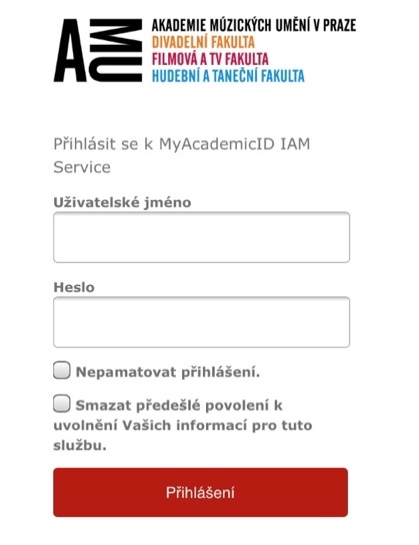 AMU
AKADEMIE MÚZICKÝCH UMĚNÍ V PRAZE
DIVADELNÍ FAKULTA
FILMOVÁ A TV FAKULTA
HUDEBNÍ A TANEČNÍ FAKULTA
Přihlásit se k MyAcademicID IAM
Service
Uživatelské jméno
Heslo
Nepamatovat přihlášení.
Smazat předešlé povolení k
uvolnění Vašich informací pro tuto
službu.
Přihlášení